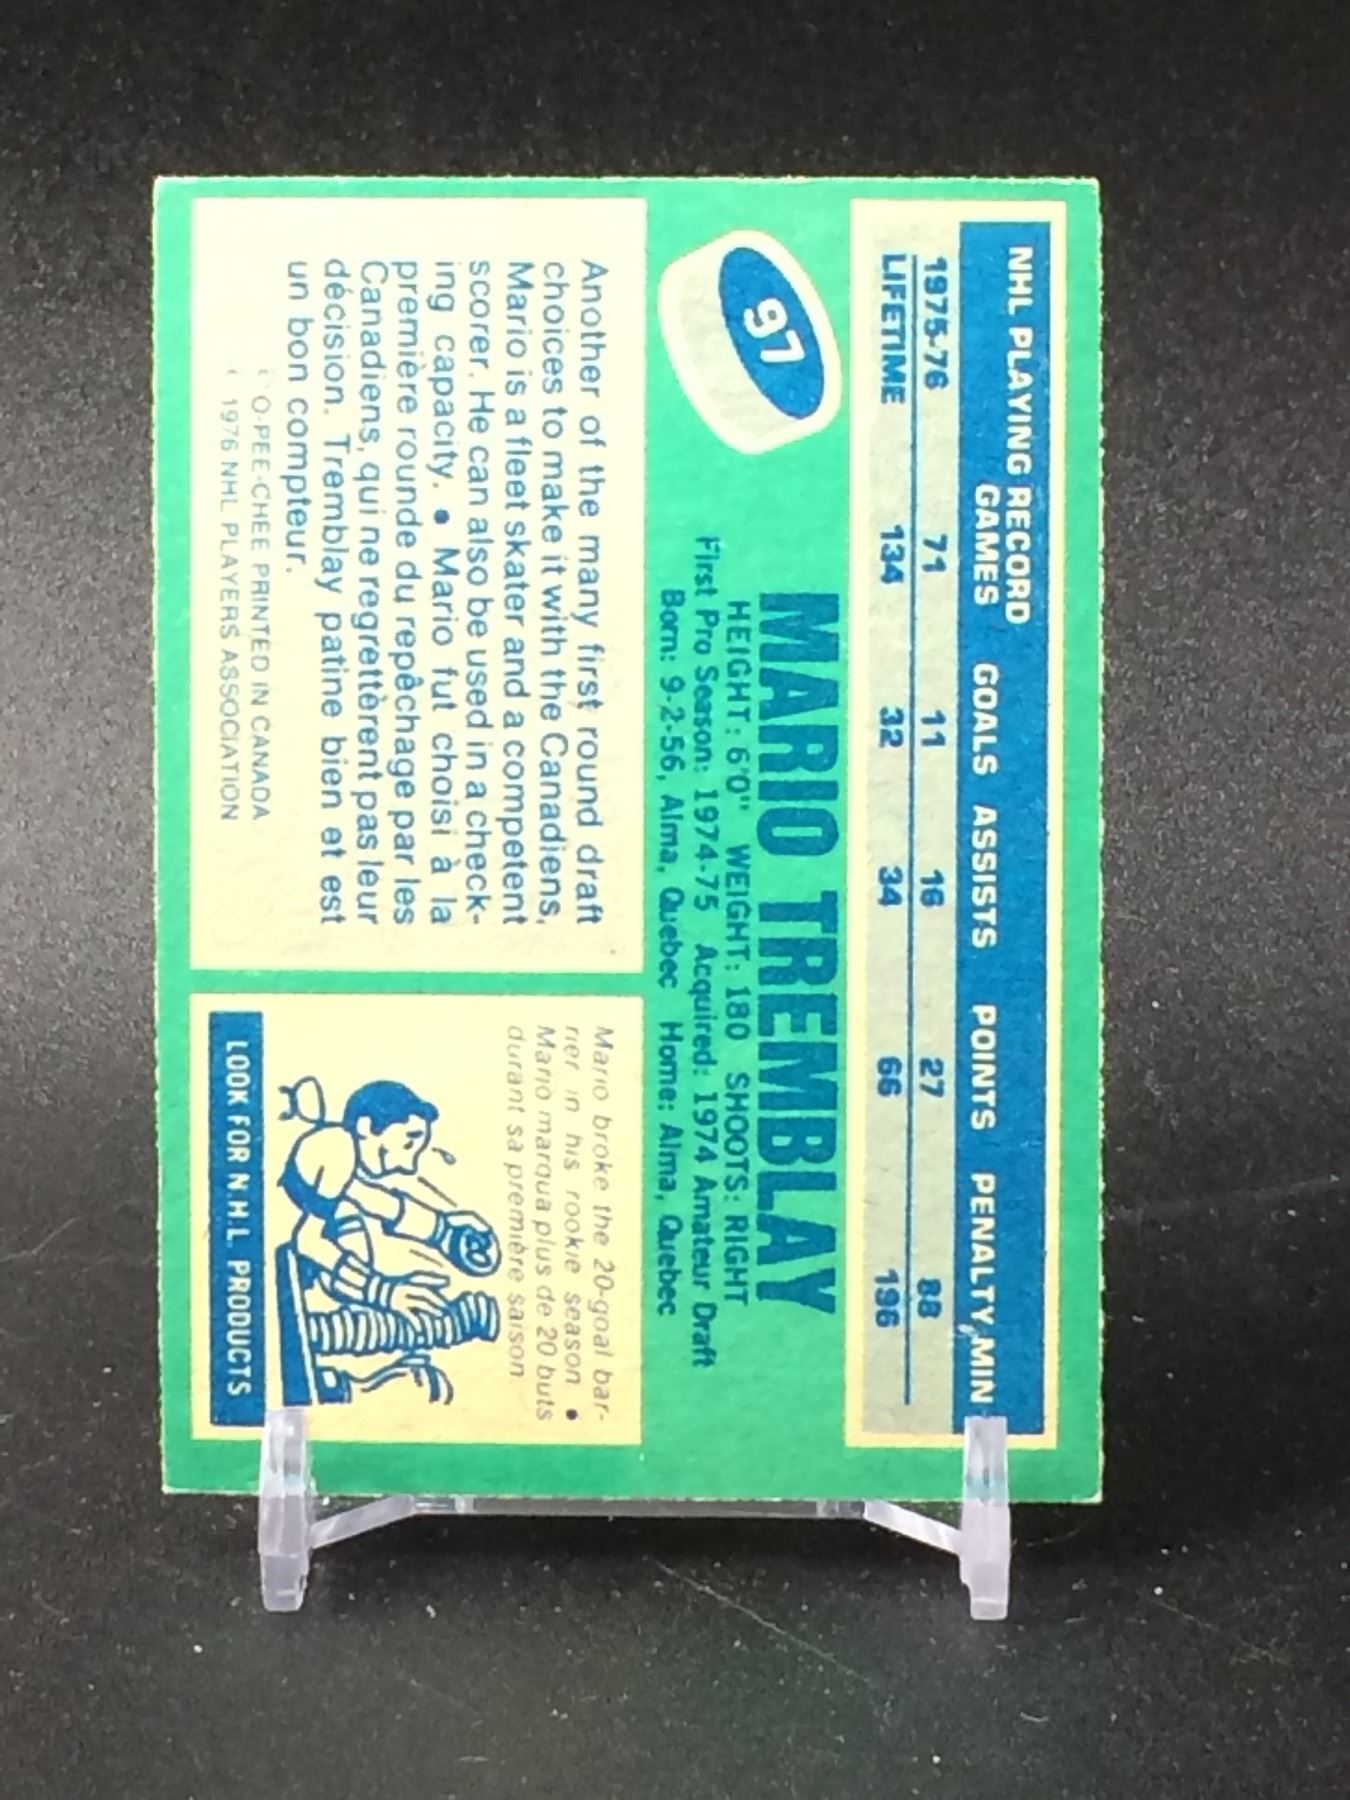 NHL PLAYING RECORD
GAMES GOALS ASSISTS POINTS PENALTY, MIN
1975-76 71 11 16 27 88
LIFETIME 134 32 34 66 196
97
MARIO TREMBLAY
HEIGHT: 6'0" WEIGHT: 180 SHOOTS: RIGHT
First Pro Season: 1974-75 Acquired: 1974 Amateur Draft
Born: 9-2-56, Alma, Quebec Home: Alma, Quebec
Another of the many first round draft
choices to make it with the Canadiens,
Mario is a fleet skater and a competent
scorer. He can also be used in a check-
ing capacity. • Mario fut choisi à la
première rounde du repêchage par les
Canadiens, qui ne regrettèrent pas leur
décision. Tremblay patine bien et est
un bon compteur.
© O-PEE-CHEE PRINTED IN CANADA
© 1976 NHL PLAYERS ASSOCIATION
Mario broke the 20-goal bar-
rier in his rookie season. •
Mario marqua plus de 20 buts
durant sa première saison
20
LOOK FOR N.H.L. PRODUCTS